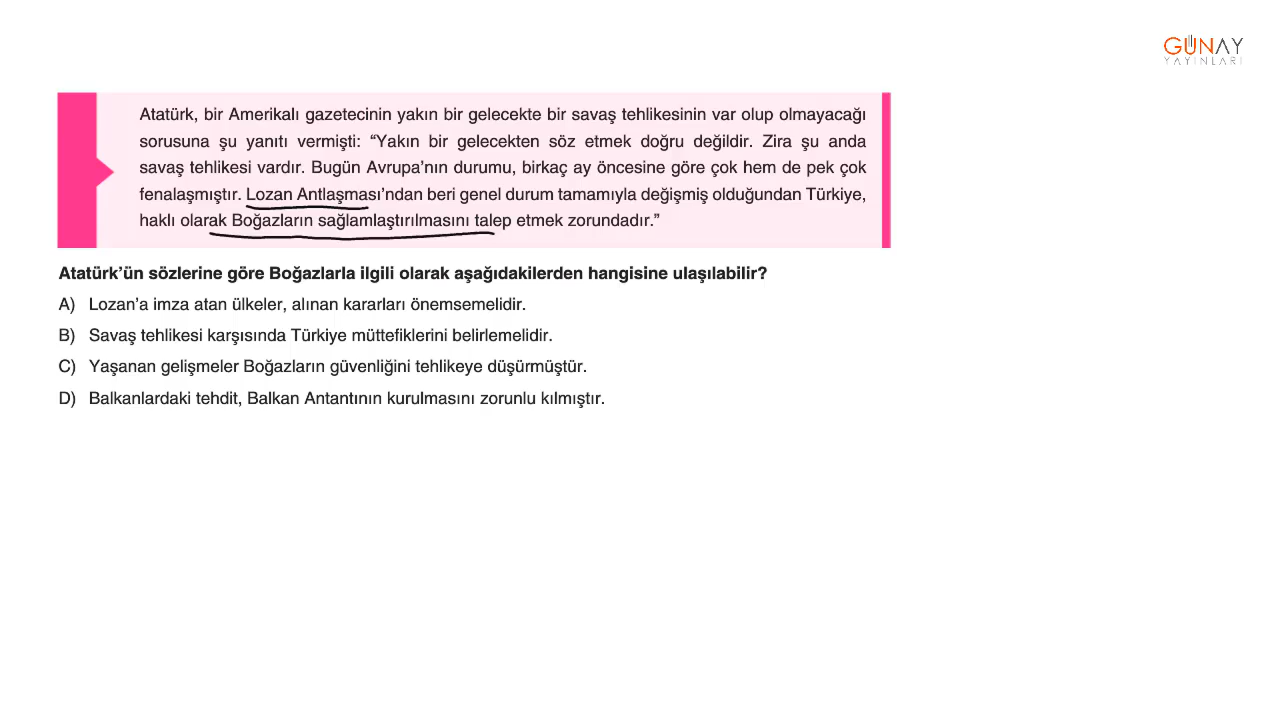 GÜNAY
YAYINLARI
Atatürk, bir Amerikalı gazetecinin yakın bir gelecekte bir savaş tehlikesinin var olup olmayacağı
sorusuna şu yanıtı vermişti: “Yakın bir gelecekten söz etmek doğru değildir. Zira şu anda
savaş tehlikesi vardır. Bugün Avrupa’nın durumu, birkaç ay öncesine göre çok hem de pek çok
fenalaşmıştır. Lozan Antlaşması’ndan beri genel durum tamamıyla değişmiş olduğundan Türkiye,
haklı olarak Boğazların sağlamlaştırılmasını talep etmek zorundadır.”
Atatürk’ün sözlerine göre Boğazlarla ilgili olarak aşağıdakilerden hangisine ulaşılabilir?
A) Lozan’a imza atan ülkeler, alınan kararları önemsemelidir.
B) Savaş tehlikesi karşısında Türkiye müttefiklerini belirlemelidir.
C) Yaşanan gelişmeler Boğazların güvenliğini tehlikeye düşürmüştür.
D) Balkanlardaki tehdit, Balkan Antantının kurulmasını zorunlu kılmıştır.